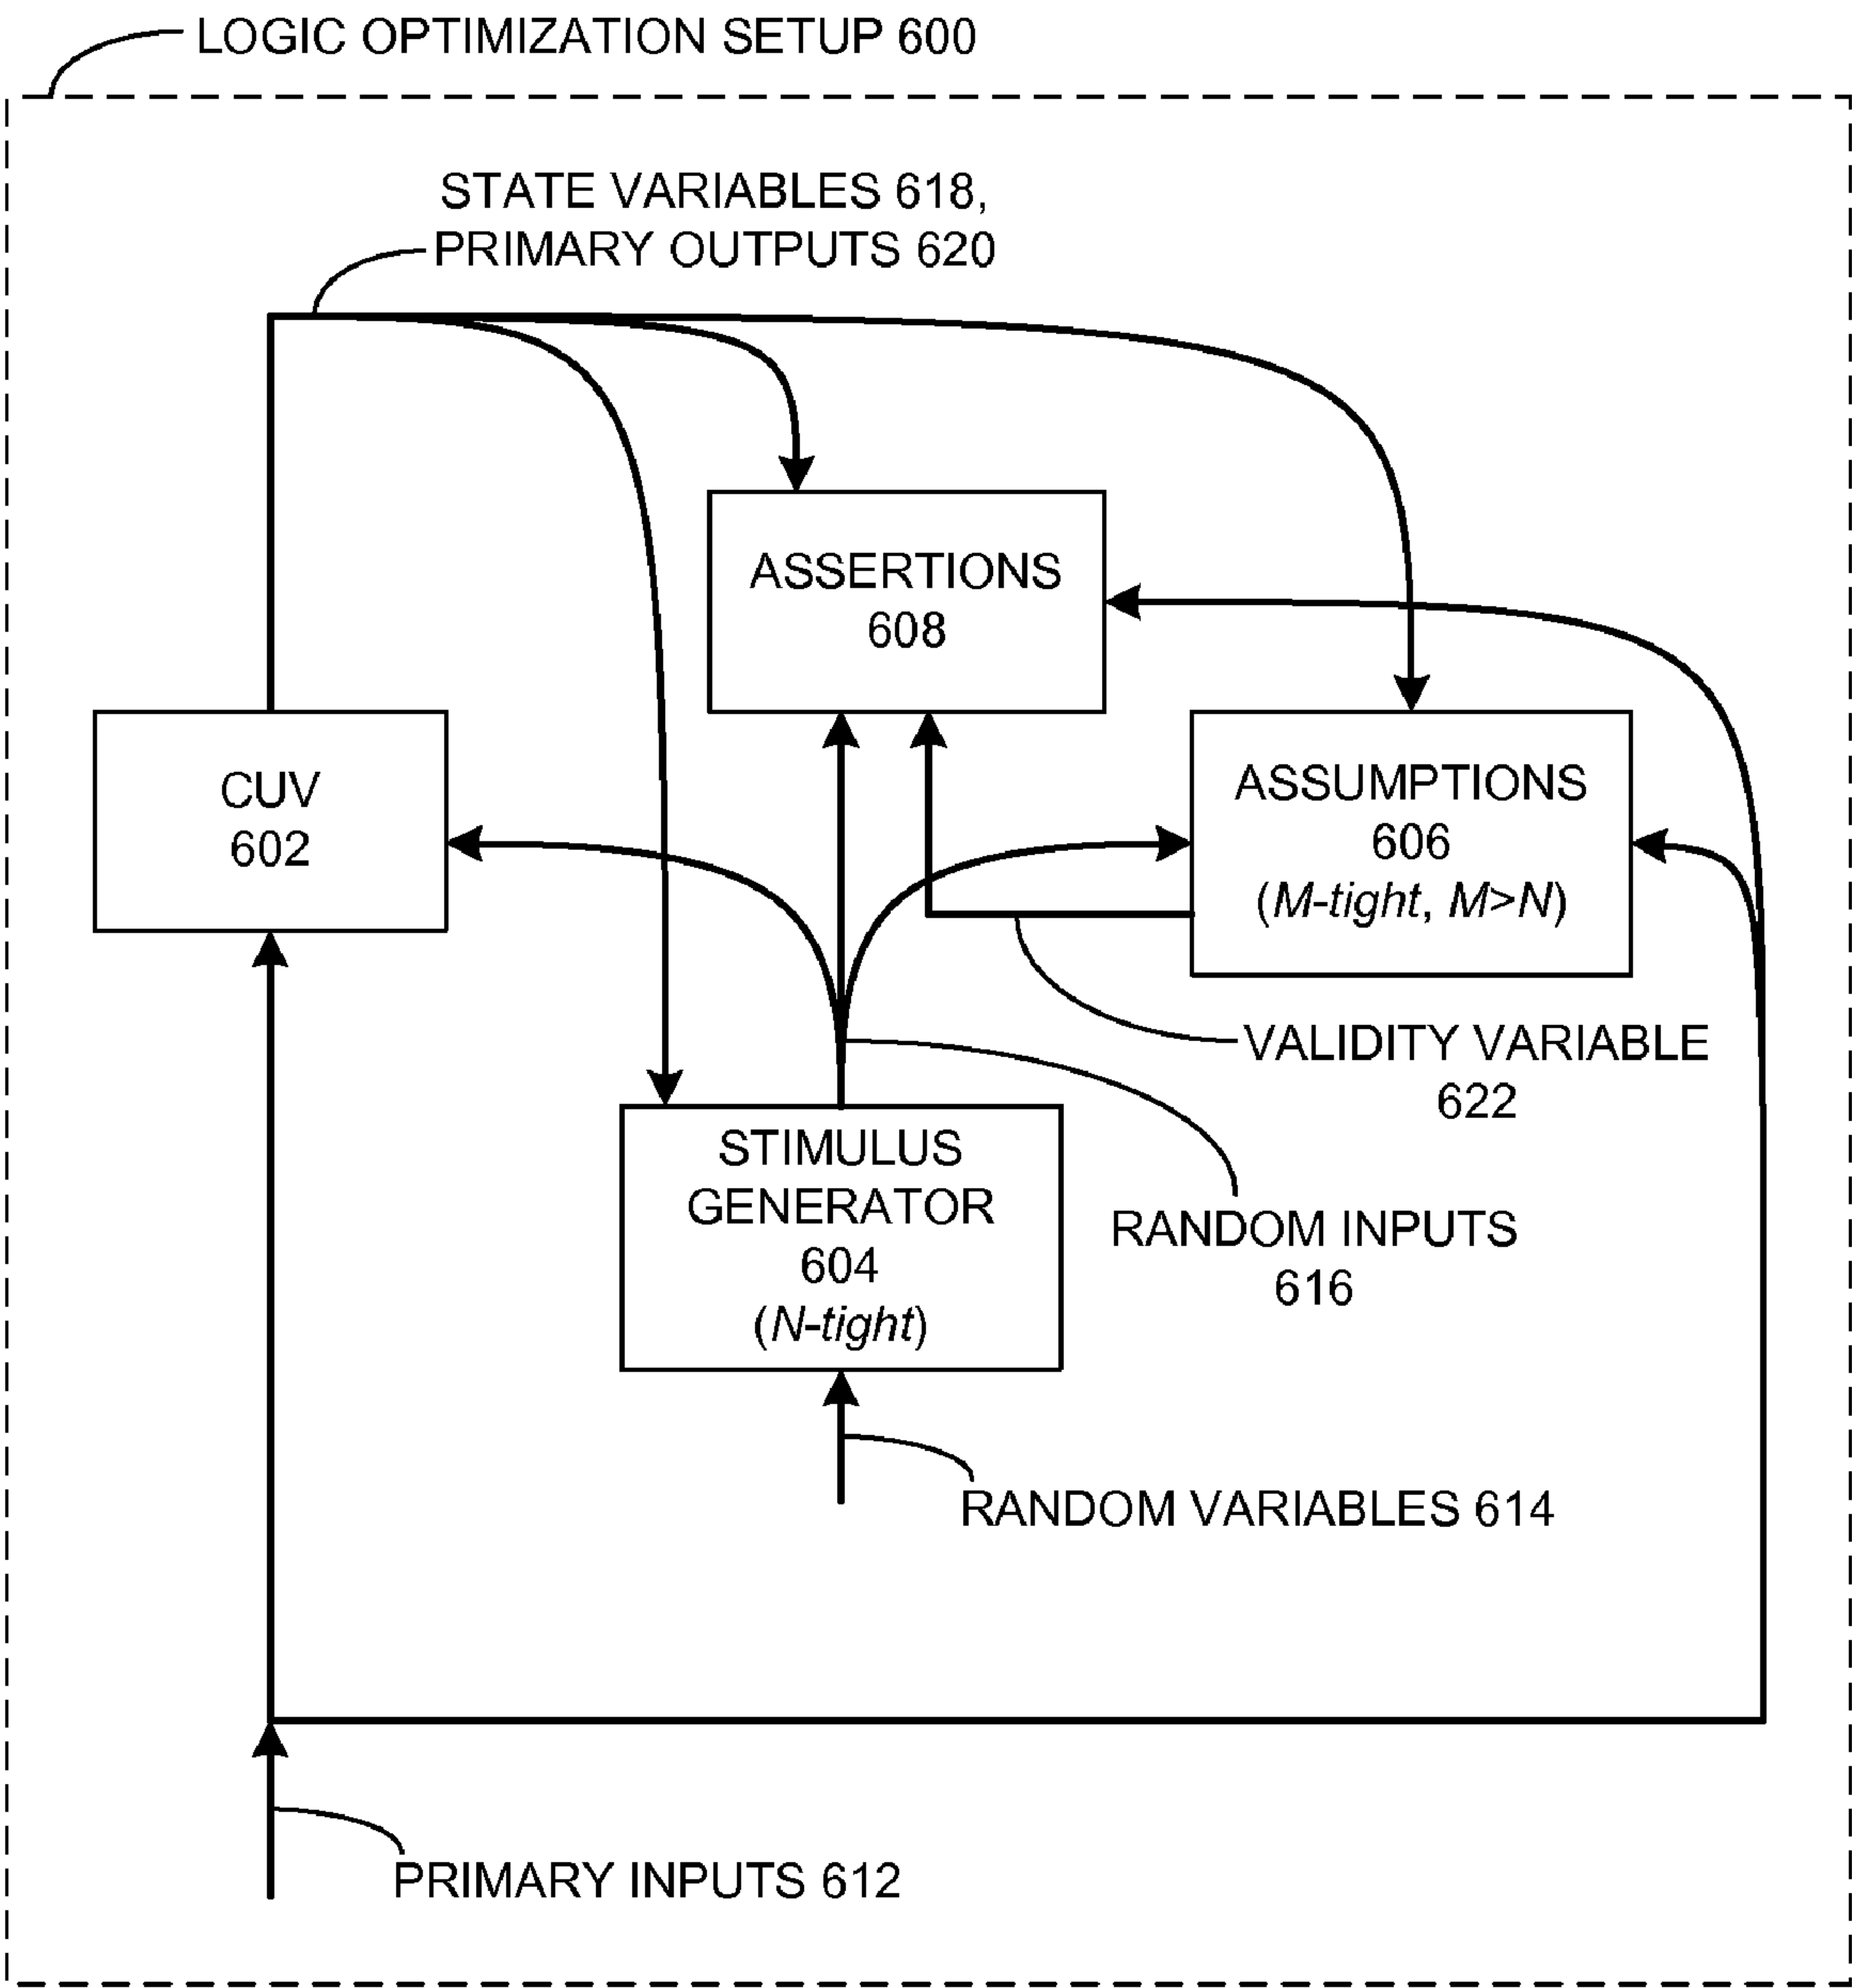 LOGIC OPTIMIZATION SETUP 600
STATE VARIABLES 618,
PRIMARY OUTPUTS 620
ASSERTIONS
608
CUV
602
ASSUMPTIONS
606
(M-tight, M>N)
VALIDITY VARIABLE
622
STIMULUS
GENERATOR
604
(N-tight)
RANDOM INPUTS
616
RANDOM VARIABLES 614
PRIMARY INPUTS 612